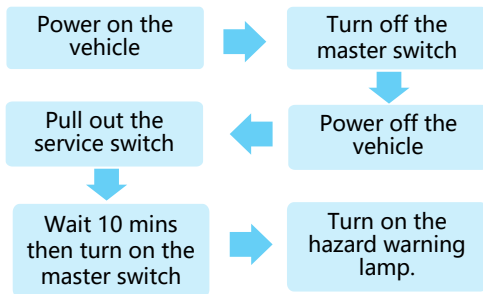 Power on the
vehicle
Turn off the
master switch
Power off the
vehicle
Pull out the
service switch
Wait 10 mins
then turn on the
master switch
Turn on the
hazard warning
lamp.